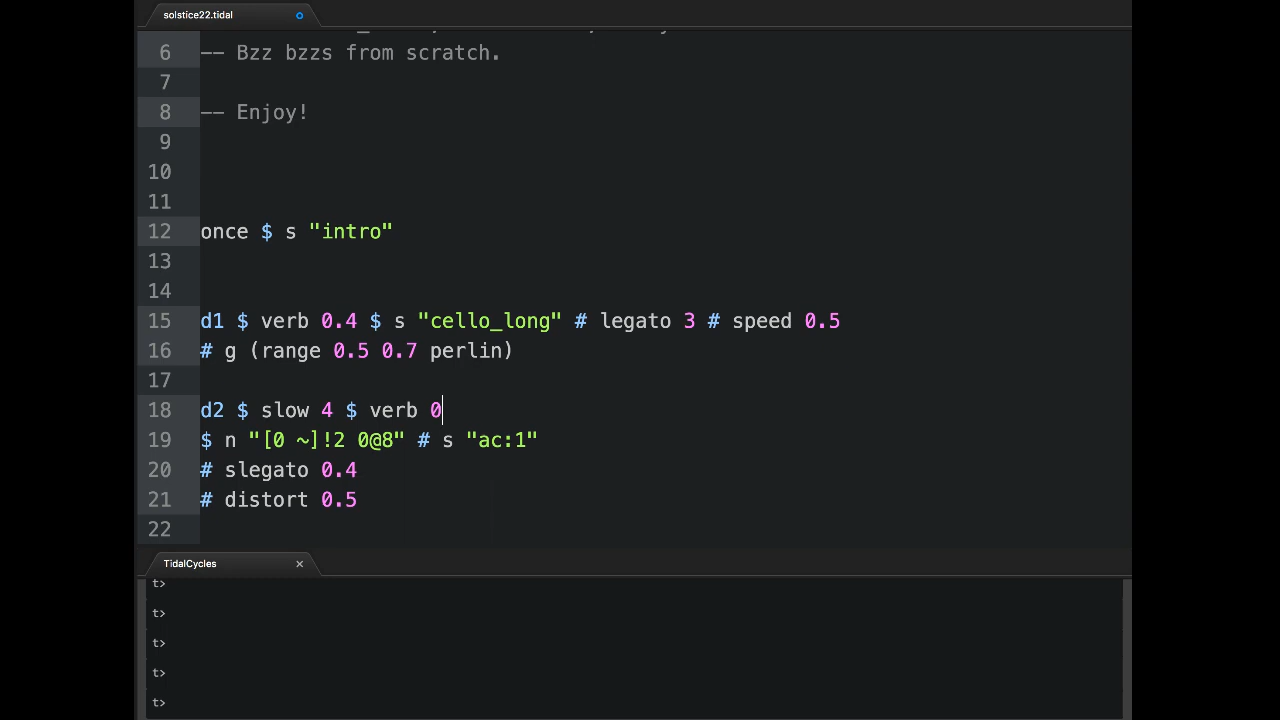 solstice22.tidal
6 -- Bzz bzzs from scratch.
7
8 -- Enjoy!
9
10
11
12 once $ s "intro"
13
14
15 d1 $ verb 0.4 $ s "cello_long" # legato 3 # speed 0.5
16 # g (range 0.5 0.7 perlin)
17
18 d2 $ slow 4 $ verb 0
19 $ n "[0 ~]!2 0@8" # s "ac:1"
20 # slegato 0.4
21 # distort 0.5
22
TidalCycles ×
t>
t>
t>
t>
t>